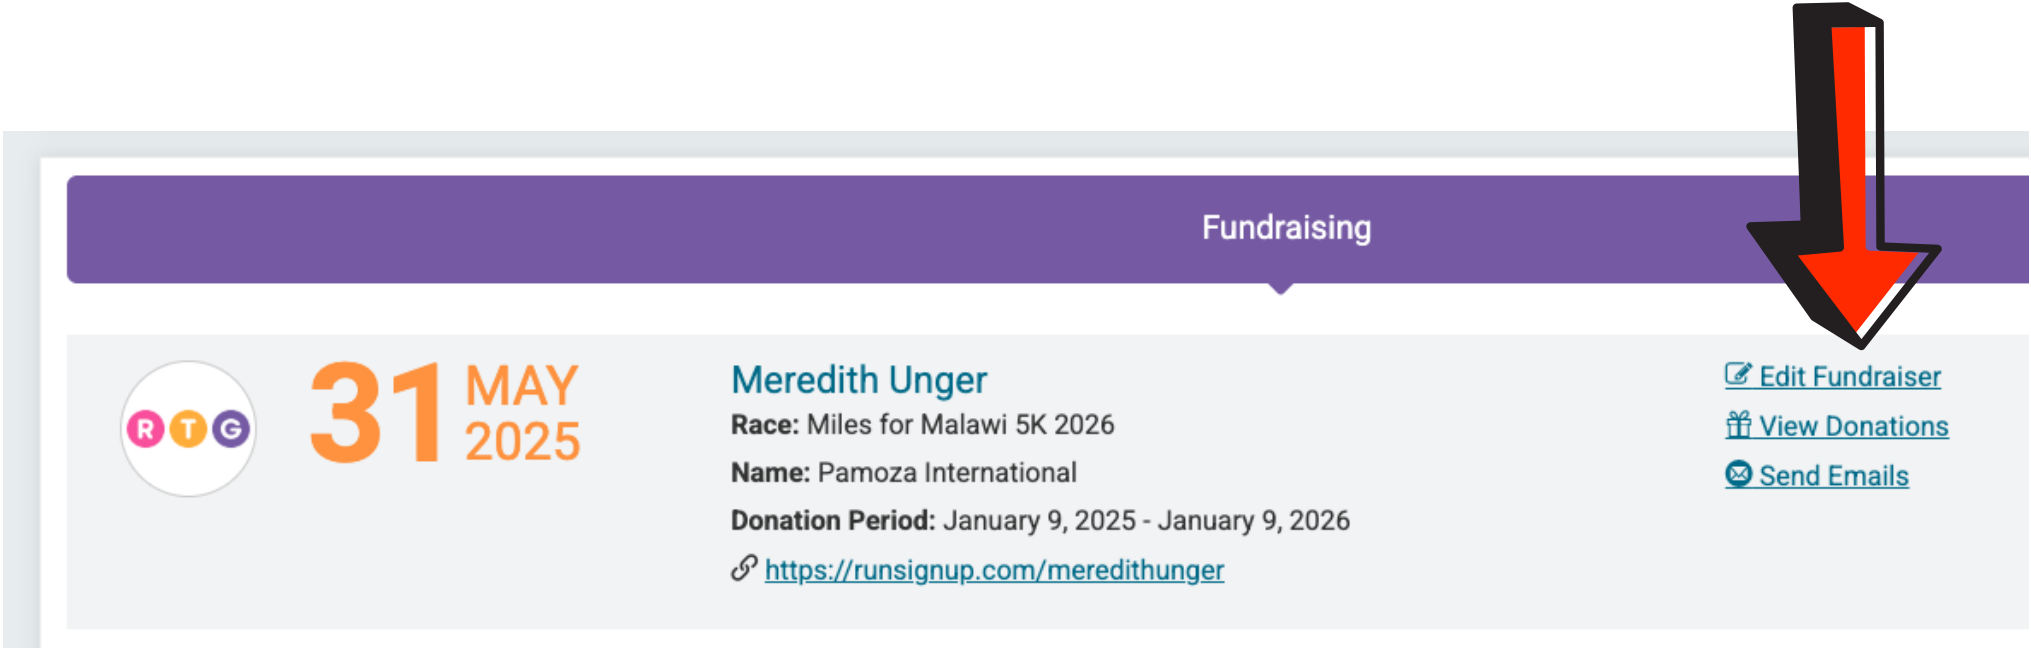 Fundraising
RTG
31 MAY
2025
Meredith Unger
Race: Miles for Malawi 5K 2026
Name: Pamoza International
Donation Period: January 9, 2025 - January 9, 2026
https://runsignup.com/meredithunger
Edit Fundraiser
View Donations
Send Emails